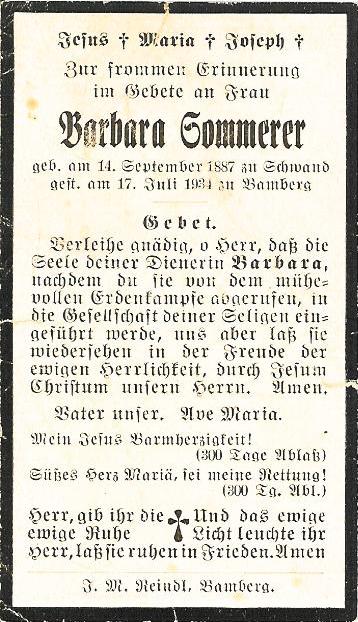 Jesus † Maria † Joseph †
Zur frommen Erinnerung
im Gebete an Frau
Barbara Sommerer
geb. am 14. September 1887 zu Schwand
gest. am 17. Juli 1934 zu Bamberg
Gebet.
Verleihe gnädig, o Herr, daß die
Seele deiner Dienerin Barbara,
nachdem du sie von dem mühe-
vollen Erdenkampfe abgerufen, in
die Gesellschaft deiner Seligen ein-
geführt werde, uns aber laß sie
wiedersehen in der Freude der
ewigen Herrlichkeit, durch Jesum
Christum unsern Herrn. Amen.
Vater unser. Ave Maria.
Mein Jesus Barmherzigkeit!
(300 Tage Ablaß)
Süßes Herz Mariä, sei meine Rettung!
(300 Tg. Abl.)
Herr, gib ihr die ✝ Und das ewige
ewige Ruhe Licht leuchte ihr
Herr, laß sie ruhen in Frieden. Amen
J. M. Reindl, Bamberg.